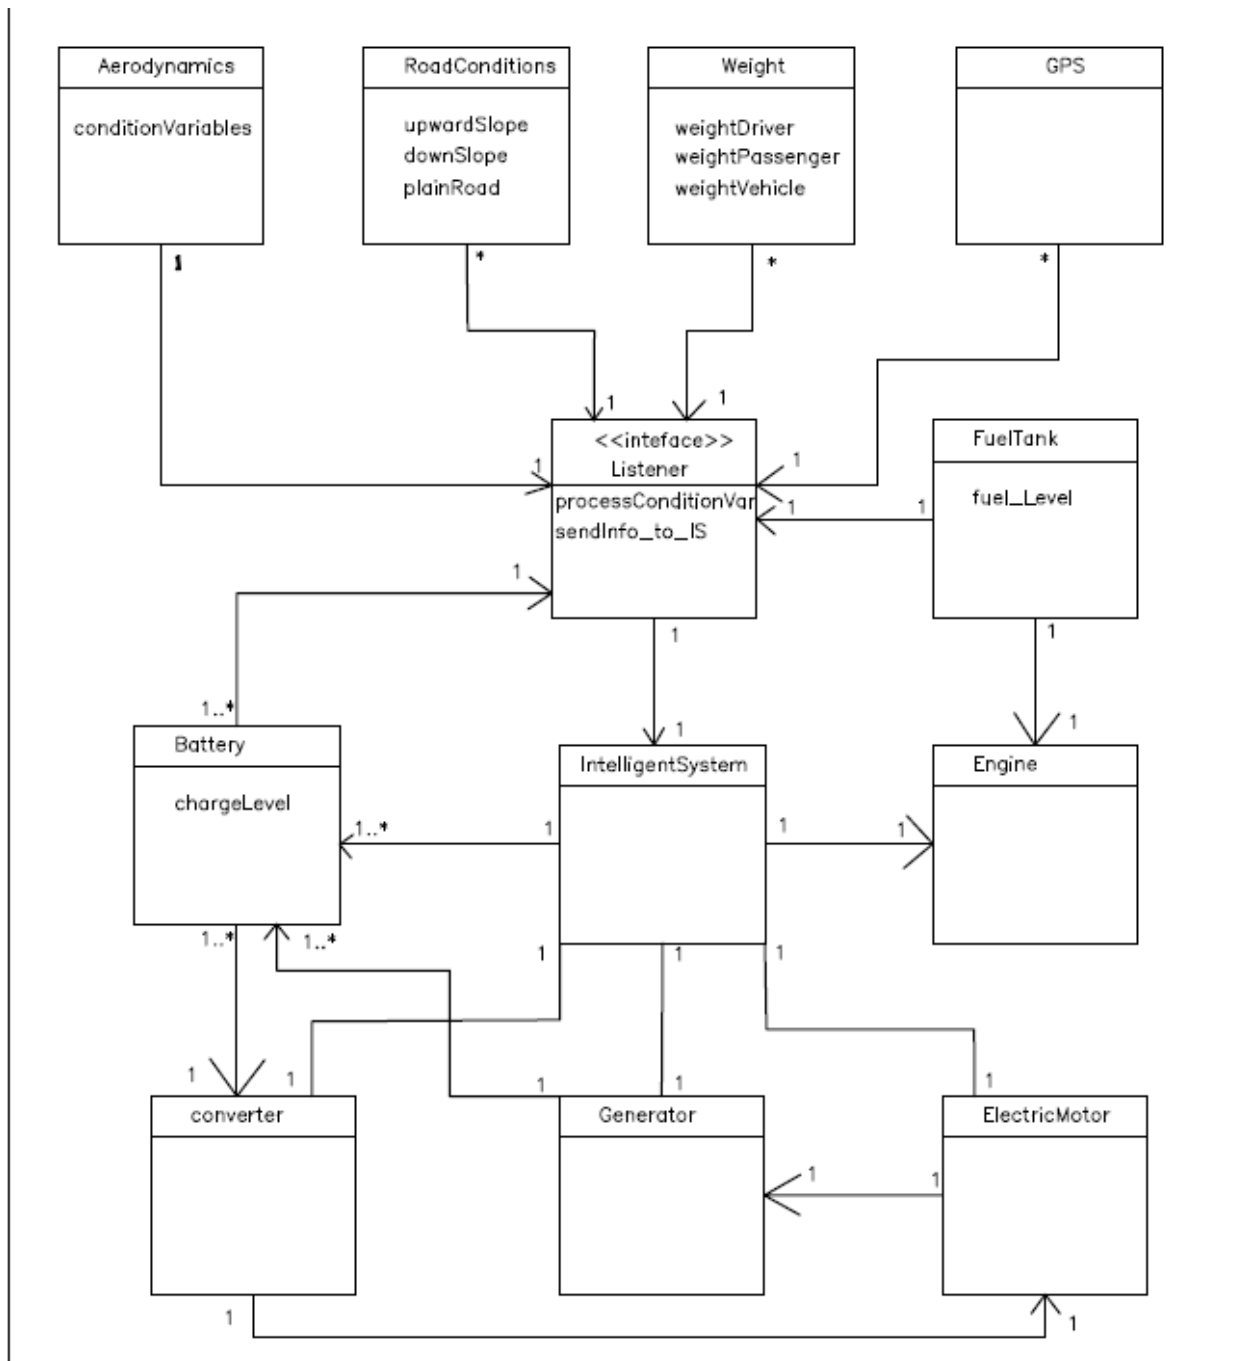 Aerodynamics
conditionVariables
1
RoadConditions
upwardSlope
downSlope
plainRoad
*
Weight
weightDriver
weightPassenger
weightVehicle
*
GPS
*
1
1
1
1
<<inteface>>
Listener
processConditionVar
sendInfo_to_IS
1
1
FuelTank
fuel_Level
1
1
1
1
1
1..*
Battery
chargeLevel
1..*
1
IntelligentSystem
1
1
Engine
1..*
1..*
1
1
1
1
1
1
1
1
converter
Generator
ElectricMotor
1
1
1
1